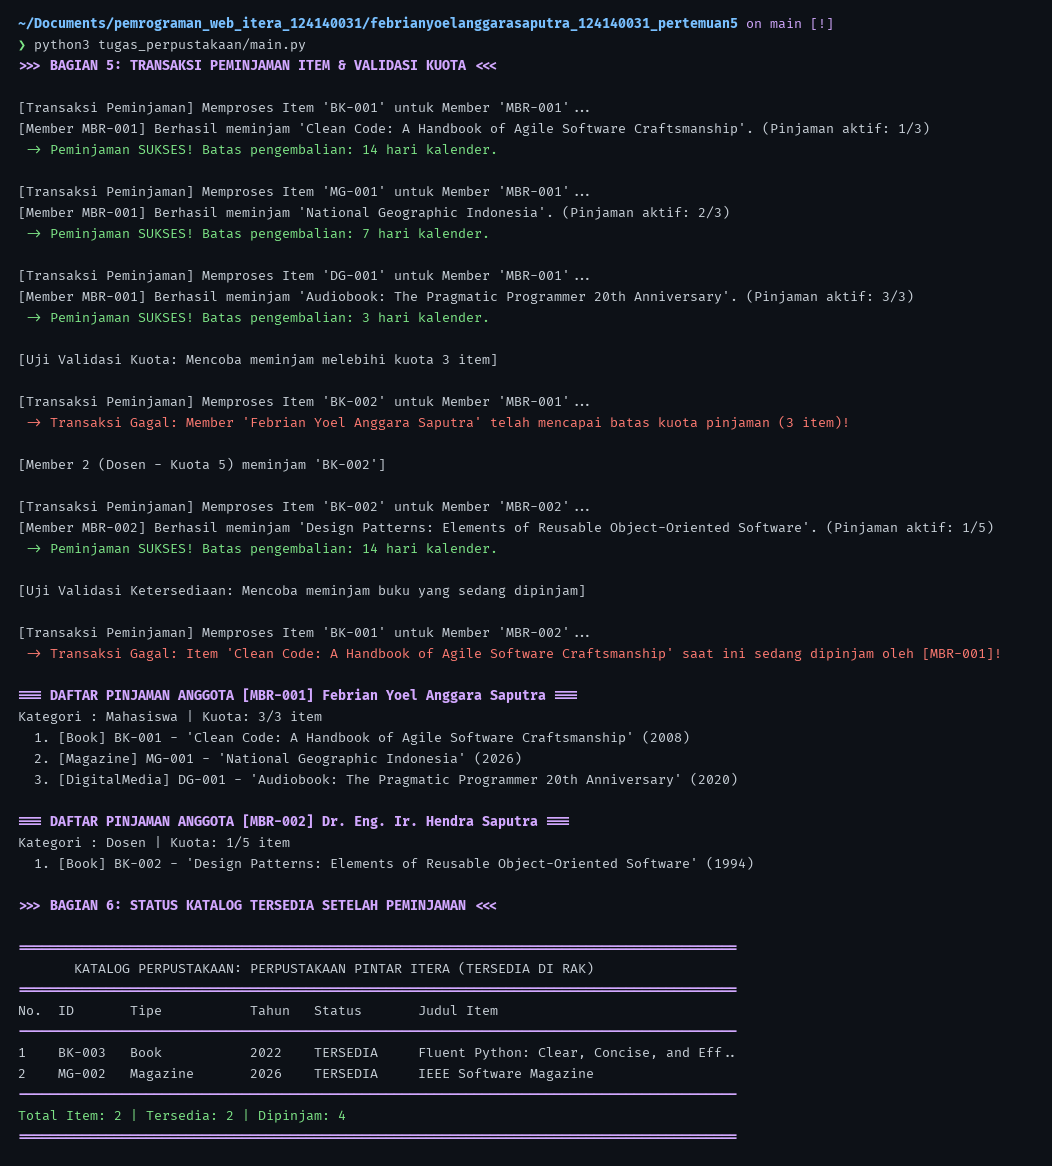 ~/Documents/pemrograman_web_itera_124140031/febrianyoelanggarasaputra_124140031_pertemuan5 on main [!]
❯ python3 tugas_perpustakaan/main.py
>>> BAGIAN 5: TRANSAKSI PEMINJAMAN ITEM & VALIDASI KUOTA <<<
[Transaksi Peminjaman] Memproses Item 'BK-001' untuk Member 'MBR-001'...
[Member MBR-001] Berhasil meminjam 'Clean Code: A Handbook of Agile Software Craftsmanship'. (Pinjaman aktif: 1/3)
-> Peminjaman SUKSES! Batas pengembalian: 14 hari kalender.
[Transaksi Peminjaman] Memproses Item 'MG-001' untuk Member 'MBR-001'...
[Member MBR-001] Berhasil meminjam 'National Geographic Indonesia'. (Pinjaman aktif: 2/3)
-> Peminjaman SUKSES! Batas pengembalian: 7 hari kalender.
[Transaksi Peminjaman] Memproses Item 'DG-001' untuk Member 'MBR-001'...
[Member MBR-001] Berhasil meminjam 'Audiobook: The Pragmatic Programmer 20th Anniversary'. (Pinjaman aktif: 3/3)
-> Peminjaman SUKSES! Batas pengembalian: 3 hari kalender.
[Uji Validasi Kuota: Mencoba meminjam melebihi kuota 3 item]
[Transaksi Peminjaman] Memproses Item 'BK-002' untuk Member 'MBR-001'...
-> Transaksi Gagal: Member 'Febrian Yoel Anggara Saputra' telah mencapai batas kuota pinjaman (3 item)!
[Member 2 (Dosen - Kuota 5) meminjam 'BK-002']
[Transaksi Peminjaman] Memproses Item 'BK-002' untuk Member 'MBR-002'...
[Member MBR-002] Berhasil meminjam 'Design Patterns: Elements of Reusable Object-Oriented Software'. (Pinjaman aktif: 1/5)
-> Peminjaman SUKSES! Batas pengembalian: 14 hari kalender.
[Uji Validasi Ketersediaan: Mencoba meminjam buku yang sedang dipinjam]
[Transaksi Peminjaman] Memproses Item 'BK-001' untuk Member 'MBR-002'...
-> Transaksi Gagal: Item 'Clean Code: A Handbook of Agile Software Craftsmanship' saat ini sedang dipinjam oleh [MBR-001]!
=== DAFTAR PINJAMAN ANGGOTA [MBR-001] Febrian Yoel Anggara Saputra ===
Kategori : Mahasiswa | Kuota: 3/3 item
1. [Book] BK-001 - 'Clean Code: A Handbook of Agile Software Craftsmanship' (2008)
2. [Magazine] MG-001 - 'National Geographic Indonesia' (2026)
3. [DigitalMedia] DG-001 - 'Audiobook: The Pragmatic Programmer 20th Anniversary' (2020)
=== DAFTAR PINJAMAN ANGGOTA [MBR-002] Dr. Eng. Ir. Hendra Saputra ===
Kategori : Dosen | Kuota: 1/5 item
1. [Book] BK-002 - 'Design Patterns: Elements of Reusable Object-Oriented Software' (1994)
>>> BAGIAN 6: STATUS KATALOG TERSEDIA SETELAH PEMINJAMAN <<<
KATALOG PERPUSTAKAAN: PERPUSTAKAAN PINTAR ITERA (TERSEDIA DI RAK)
No. ID Tipe Tahun Status Judul Item
1 BK-003 Book 2022 TERSEDIA Fluent Python: Clear, Concise, and Eff..
2 MG-002 Magazine 2026 TERSEDIA IEEE Software Magazine
Total Item: 2 | Tersedia: 2 | Dipinjam: 4